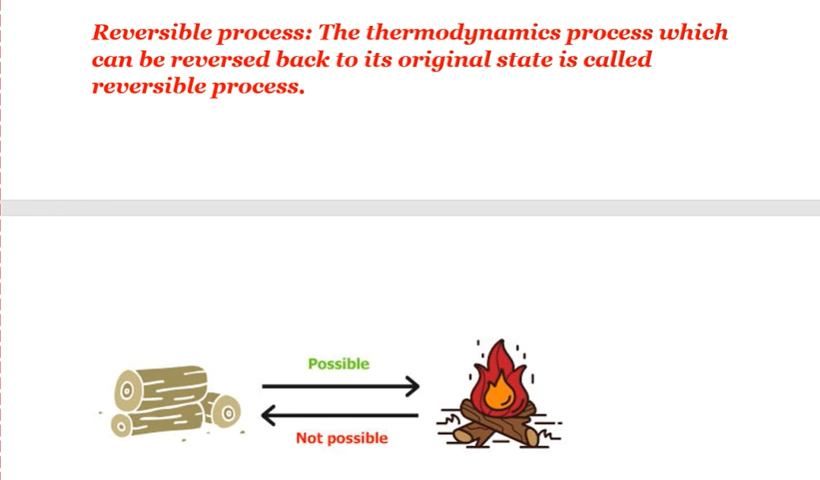 Reversible process: The thermodynamics process which
can be reversed back to its original state is called
reversible process.
Possible
Not possible